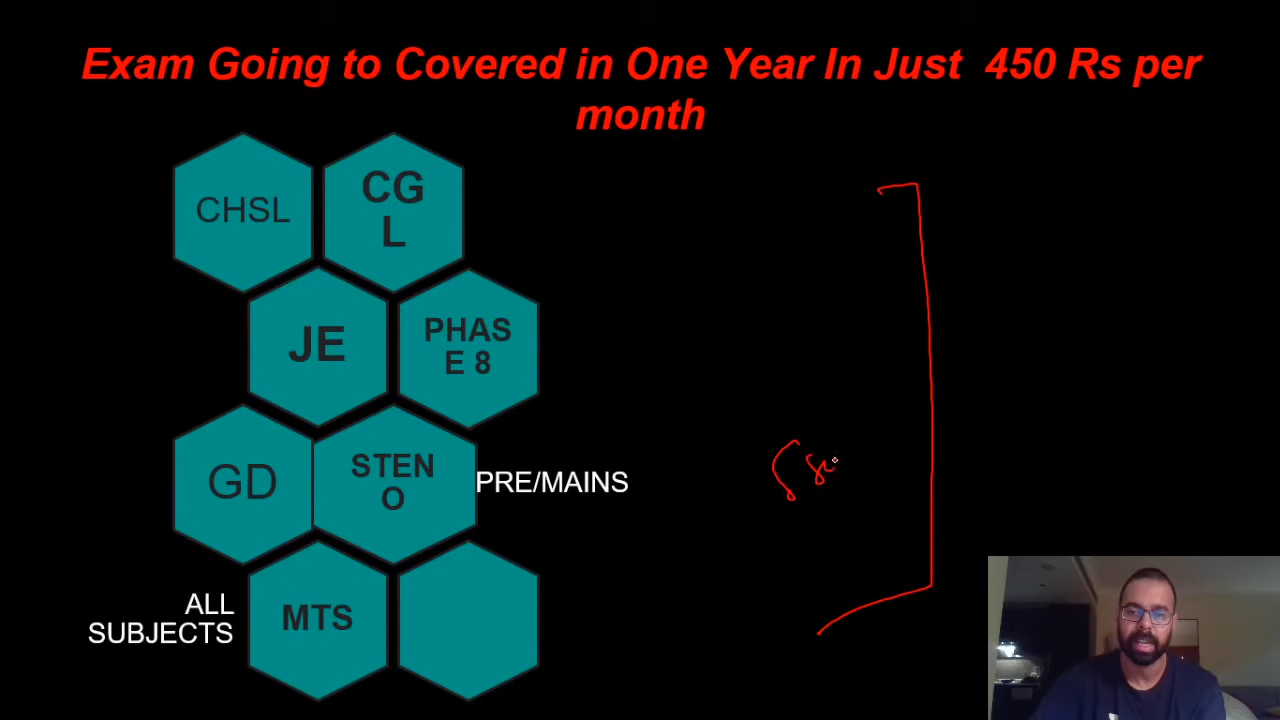 Exam Going to Covered in One Year In Just 450 Rs per
month
CHSL
CG
L
JE
PHAS
E 8
GD
STEN
O
PRE/MAINS
ALL
SUBJECTS
MTS